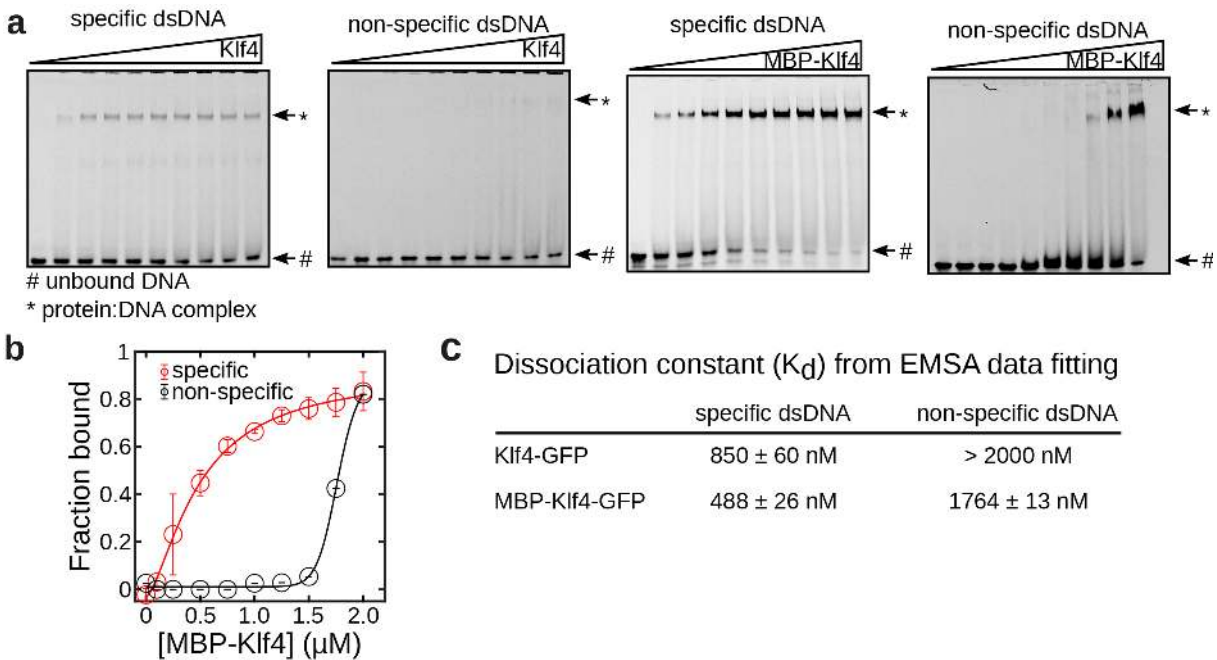 a
specific dsDNA
Klf4
*
#
non-specific dsDNA
Klf4
*
#
specific dsDNA
MBP-Klf4
*
#
non-specific dsDNA
MBP-Klf4
*
#
# unbound DNA
* protein:DNA complex
b
Fraction bound
1
0.8
0.6
0.4
0.2
0
specific
non-specific
0 0.5 1.0 1.5 2.0
[MBP-Klf4] (μM)
c
Dissociation constant (Kd) from EMSA data fitting
specific dsDNA non-specific dsDNA
Klf4-GFP 850 ± 60 nM > 2000 nM
MBP-Klf4-GFP 488 ± 26 nM 1764 ± 13 nM